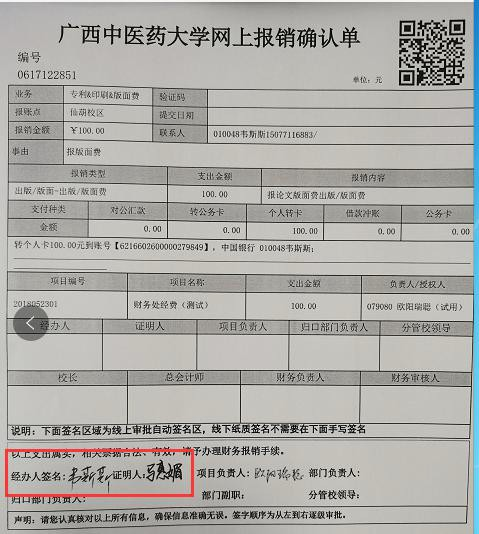 广西中医药大学网上报销确认单
编号
0617122851
单位：元
业务 专利&印刷&版面费 验证码
报账点 仙葫校区 提交日期
报销金额 ￥100.00 联系人 010048韦斯斯15077116883/
事由 报版面费
报销类型 支出金额 报销内容
出版/版面-出版/版面费 100.00 报论文版面费出版/版面费
支付种类 对公汇款 转公务卡 个人转卡 借款冲账 公务卡
金额 0.00 0.00 100.00 0.00 0.00
转个人卡100.00元到账号【6216602600000279849】，中国银行 010048韦斯斯；
项目编号 项目名称 支出金额 负责人/授权人
2018052301 财务处经费（测试） 100.00 079080 欧阳瑞聪（试用）
经办人 证明人 项目负责人 归口部门负责人 分管校领导
校长 总会计师 财务负责人 财务审核人
说明：下面签名区域为线上审批自动签名区，线下纸质签名不需要在下面手写签名
以上支出属实，相关票据合法、有效，请予办理财务报销手续。
经办人签名：韦斯斯 证明人： 项目负责人：欧阳瑞聪 部门负责人：
归口部门负责人： 部门副职： 分管校领导：
声明：请您认真核对以上所有信息，确保信息准确无误。签字顺序为从左到右逐级审批。